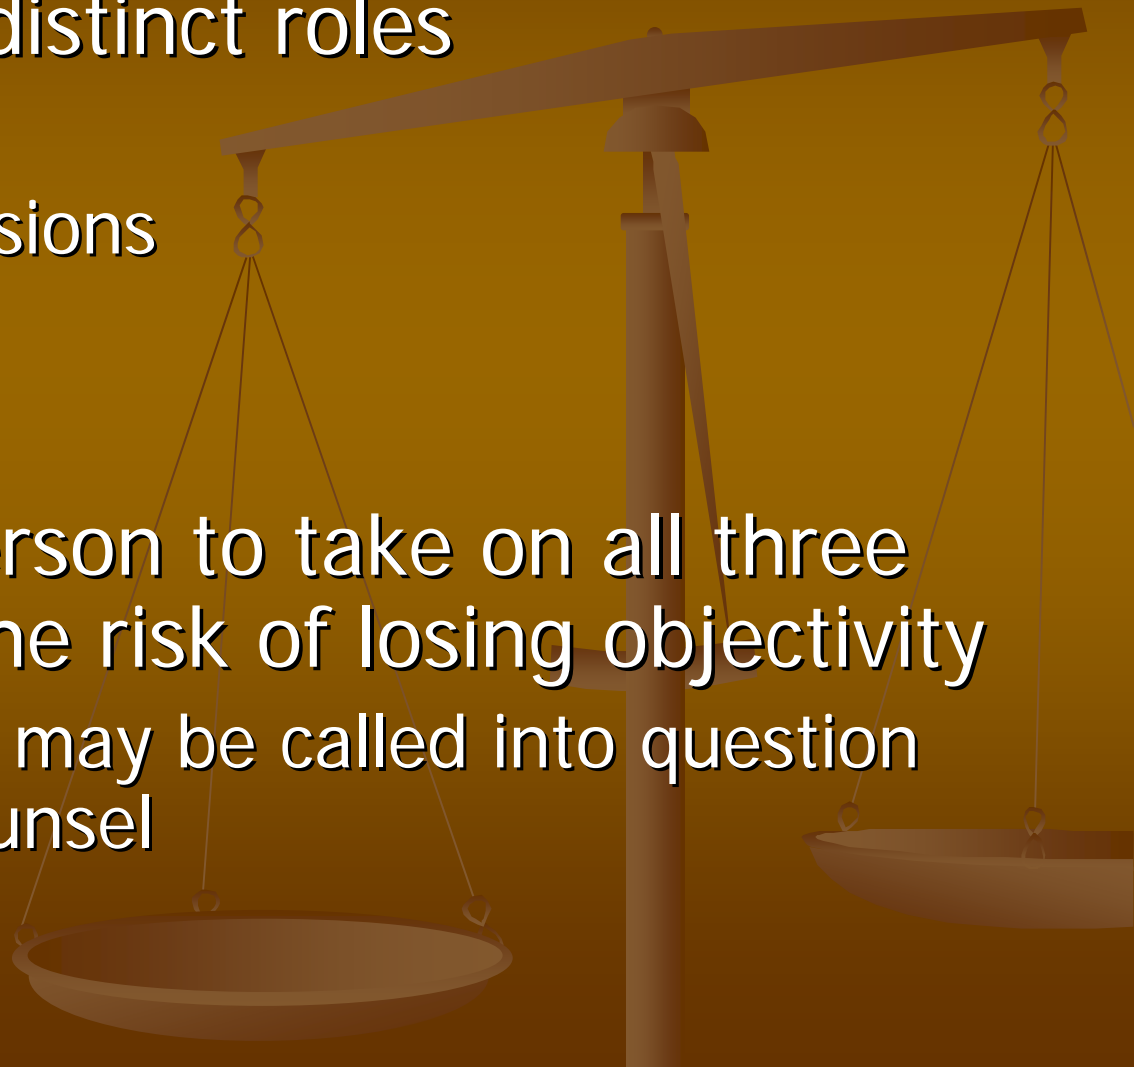 distinct roles
sions
erson to take on all three
he risk of losing objectivity
may be called into question
unsel